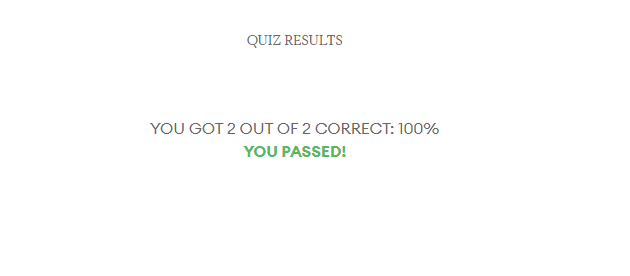 QUIZ RESULTS
YOU GOT 2 OUT OF 2 CORRECT: 100%
YOU PASSED!